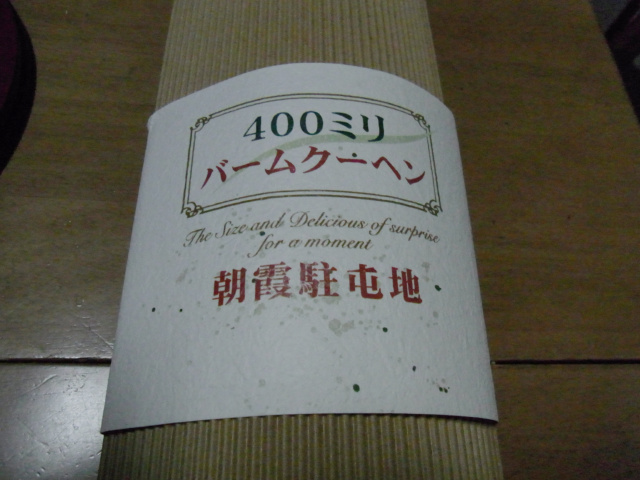 400ミリ
バームクーヘン
The Size and Delicious of surprise
for a moment
朝霞駐屯地